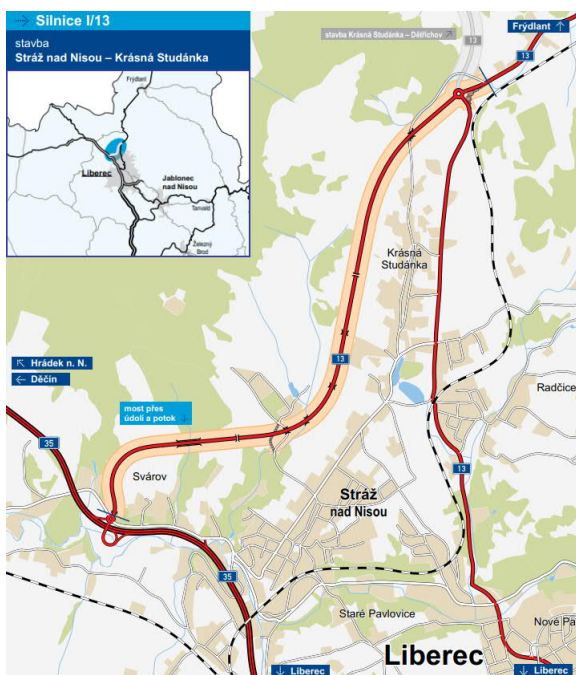 Silnice I/13
stavba
Stráž nad Nisou – Krásná Studánka
Frýdlant
Liberec
Jablonec
nad Nisou
Tanvald
Železný
Brod
stavba Krásná Studánka – Dětřichov
13
Frýdlant
13
Krásná
Studánka
13
Hrádek n. N.
Děčín
Radčice
most přes
údolí a potok
35
Svárov
13
Stráž
nad Nisou
35
Staré Pavlovice
Nové Pa
Liberec
Liberec
Liberec